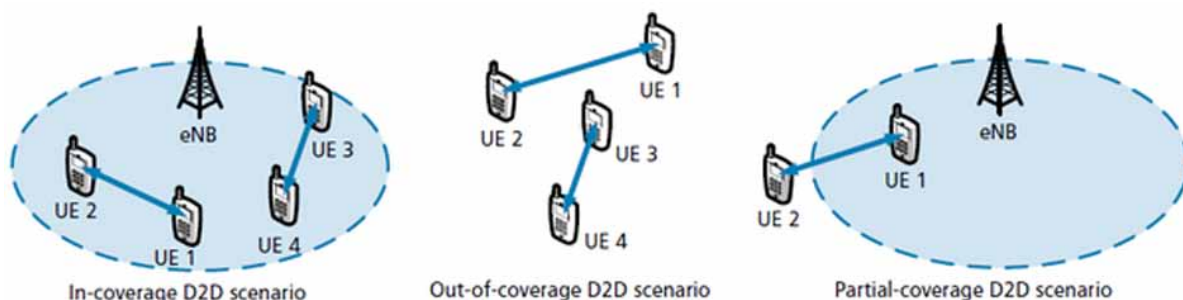 eNB
UE 3
UE 2
UE 1
UE 4
In-coverage D2D scenario
UE 1
UE 2
UE 3
UE 4
Out-of-coverage D2D scenario
eNB
UE 1
UE 2
Partial-coverage D2D scenario